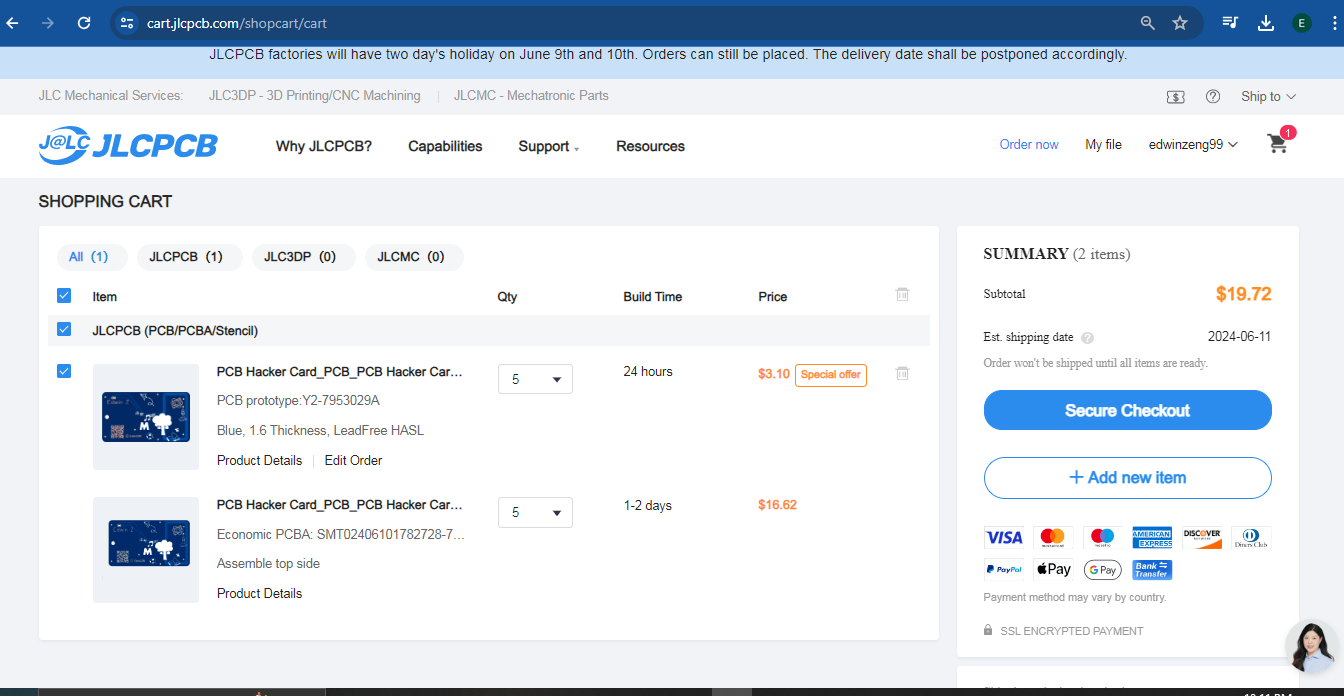 cart.jlcpcb.com/shopcart/cart
E
JLCPCB factories will have two day's holiday on June 9th and 10th. Orders can still be placed. The delivery date shall be postponed accordingly.
JLC Mechanical Services: JLC3DP - 3D Printing/CNC Machining JLCMC - Mechatronic Parts Ship to
J@LC JLCPCB Why JLCPCB? Capabilities Support Resources Order now My file edwinzeng99 1
SHOPPING CART
All (1) JLCPCB (1) JLC3DP (0) JLCMC (0)
Item Qty Build Time Price
JLCPCB (PCB/PCBA/Stencil)
PCB Hacker Card_PCB_PCB Hacker Car... 5 24 hours $3.10 Special offer
PCB prototype:Y2-7953029A
Blue, 1.6 Thickness, LeadFree HASL
Product Details Edit Order
PCB Hacker Card_PCB_PCB Hacker Car... 5 1-2 days $16.62
Economic PCBA: SMT02406101782728-7...
Assemble top side
Product Details
SUMMARY (2 items)
Subtotal $19.72
Est. shipping date 2024-06-11
Order won't be shipped until all items are ready.
Secure Checkout
+ Add new item
VISA AMERICAN EXPRESS DISCOVER Diners Club
PayPal Apple Pay G Pay Bank Transfer
Payment method may vary by country.
SSL ENCRYPTED PAYMENT